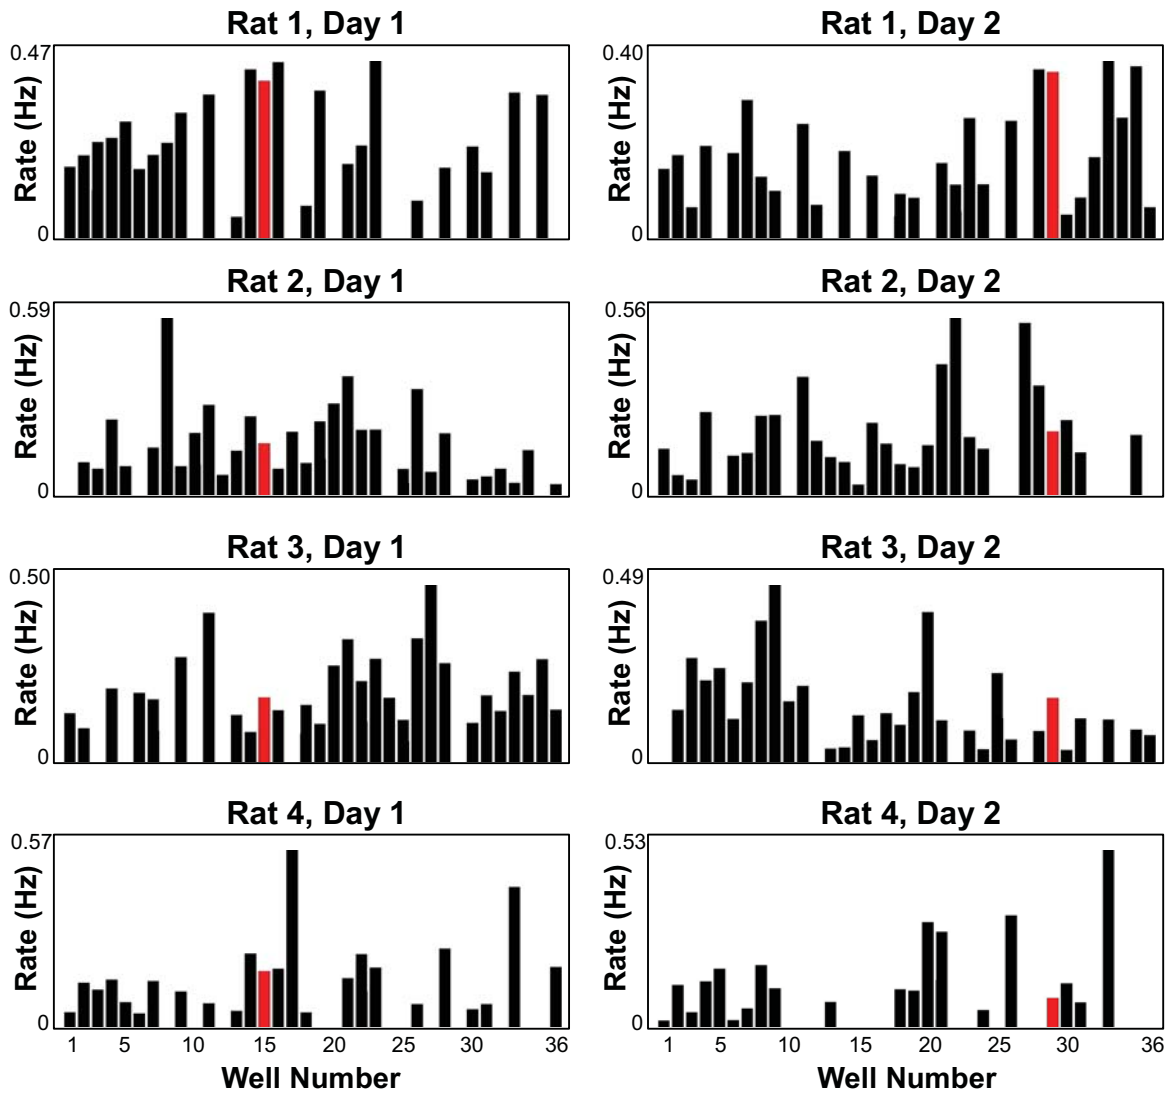 Rat 1, Day 1
0.47
Rate (Hz)
0
Rat 1, Day 2
0.40
Rate (Hz)
0
Rat 2, Day 1
0.59
Rate (Hz)
0
Rat 2, Day 2
0.56
Rate (Hz)
0
Rat 3, Day 1
0.50
Rate (Hz)
0
Rat 3, Day 2
0.49
Rate (Hz)
0
Rat 4, Day 1
0.57
Rate (Hz)
0
1 5 10 15 20 25 30 36
Well Number
Rat 4, Day 2
0.53
Rate (Hz)
0
1 5 10 15 20 25 30 36
Well Number